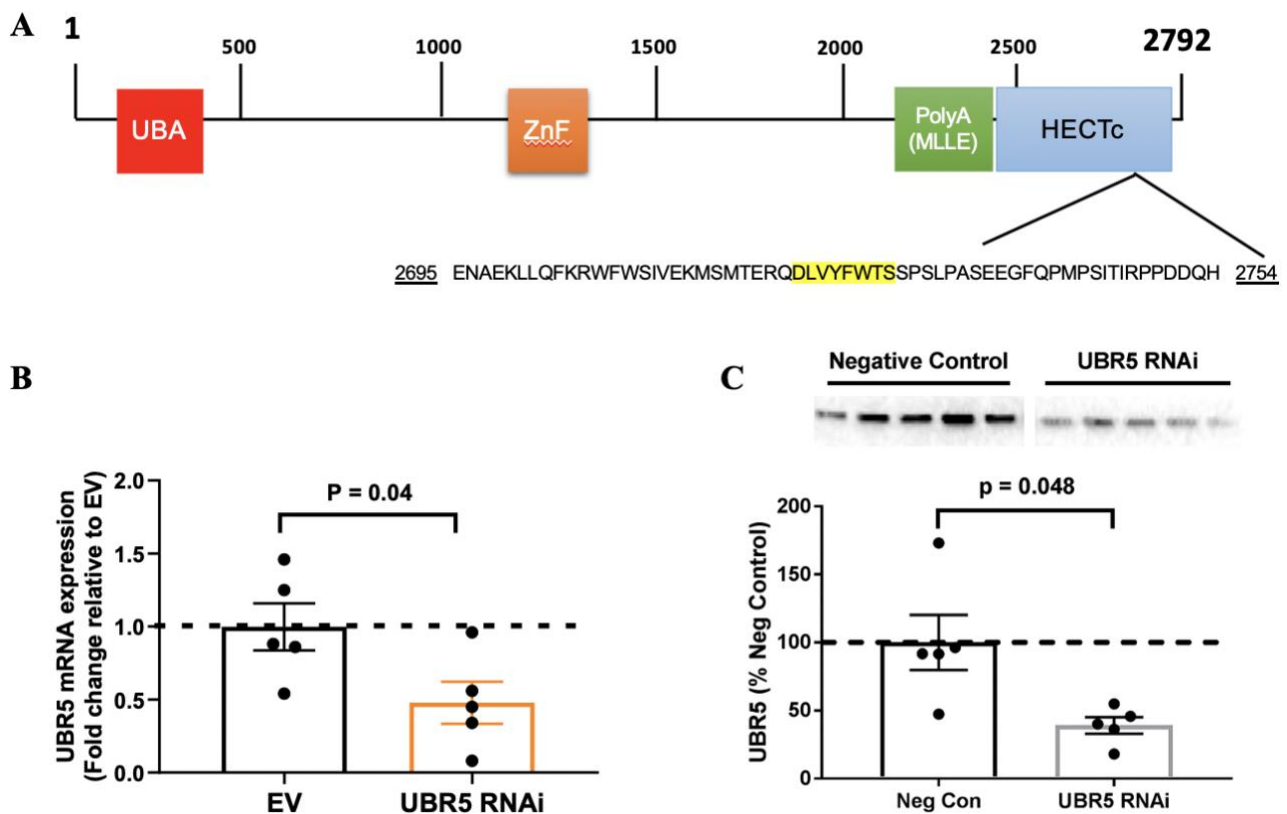 A
1
500
1000
1500
2000
2500
2792
UBA
ZnF
PolyA
(MLLE)
HECTc
2695 ENAEKLLQFKRWFWSIVEKMSMTERQDLVYFWTSSPSLPASEEGFQPMPSITIRPPDDQH 2754
B
UBR5 mRNA expression
(Fold change relative to EV)
2.0
1.5
1.0
0.5
0.0
P = 0.04
EV
UBR5 RNAi
C
Negative Control
UBR5 RNAi
UBR5 (% Neg Control)
200
150
100
50
0
p = 0.048
Neg Con
UBR5 RNAi